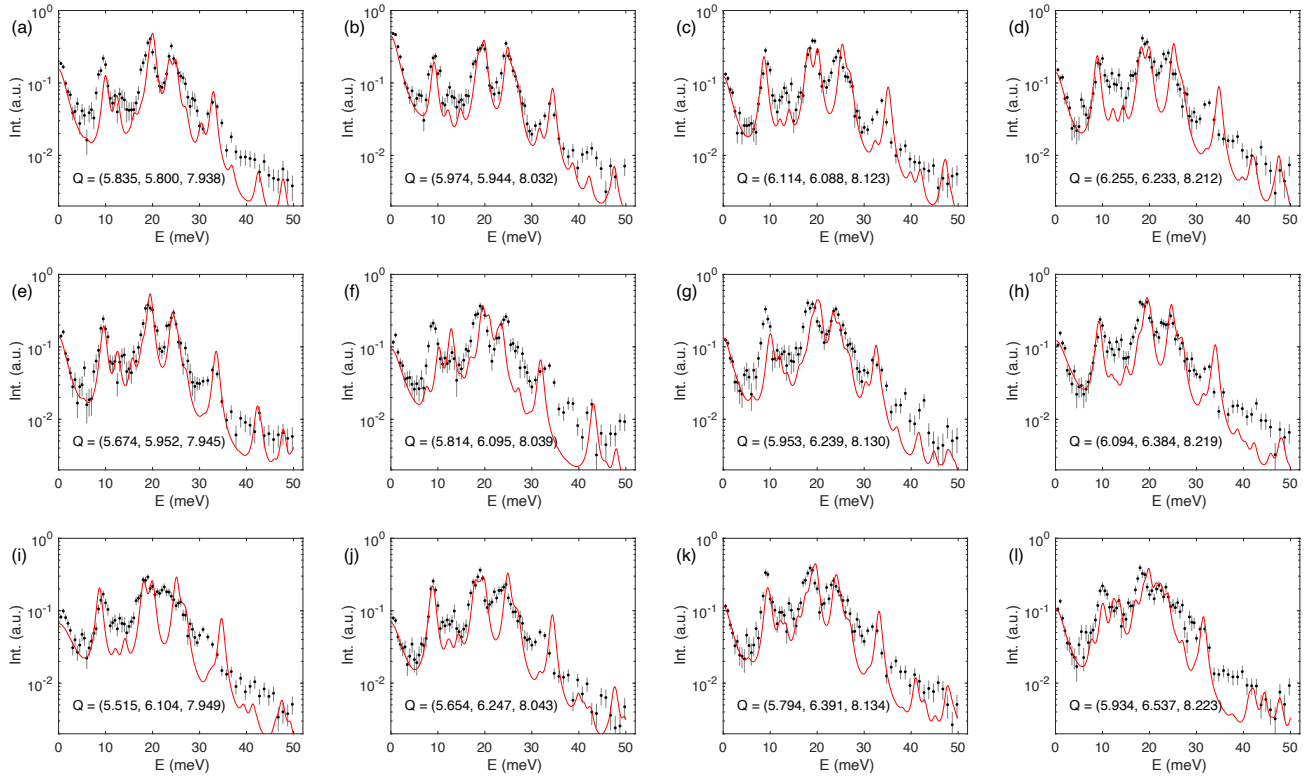 (a)
10^0
10^-1
10^-2
Int. (a.u.)
Q = (5.835, 5.800, 7.938)
0 10 20 30 40 50
E (meV)
(b)
10^0
10^-1
10^-2
Int. (a.u.)
Q = (5.974, 5.944, 8.032)
0 10 20 30 40 50
E (meV)
(c)
10^0
10^-1
10^-2
Int. (a.u.)
Q = (6.114, 6.088, 8.123)
0 10 20 30 40 50
E (meV)
(d)
10^0
10^-1
10^-2
Int. (a.u.)
Q = (6.255, 6.233, 8.212)
0 10 20 30 40 50
E (meV)
(e)
10^0
10^-1
10^-2
Int. (a.u.)
Q = (5.674, 5.952, 7.945)
0 10 20 30 40 50
E (meV)
(f)
10^0
10^-1
10^-2
Int. (a.u.)
Q = (5.814, 6.095, 8.039)
0 10 20 30 40 50
E (meV)
(g)
10^0
10^-1
10^-2
Int. (a.u.)
Q = (5.953, 6.239, 8.130)
0 10 20 30 40 50
E (meV)
(h)
10^0
10^-1
10^-2
Int. (a.u.)
Q = (6.094, 6.384, 8.219)
0 10 20 30 40 50
E (meV)
(i)
10^0
10^-1
10^-2
Int. (a.u.)
Q = (5.515, 6.104, 7.949)
0 10 20 30 40 50
E (meV)
(j)
10^0
10^-1
10^-2
Int. (a.u.)
Q = (5.654, 6.247, 8.043)
0 10 20 30 40 50
E (meV)
(k)
10^0
10^-1
10^-2
Int. (a.u.)
Q = (5.794, 6.391, 8.134)
0 10 20 30 40 50
E (meV)
(l)
10^0
10^-1
10^-2
Int. (a.u.)
Q = (5.934, 6.537, 8.223)
0 10 20 30 40 50
E (meV)